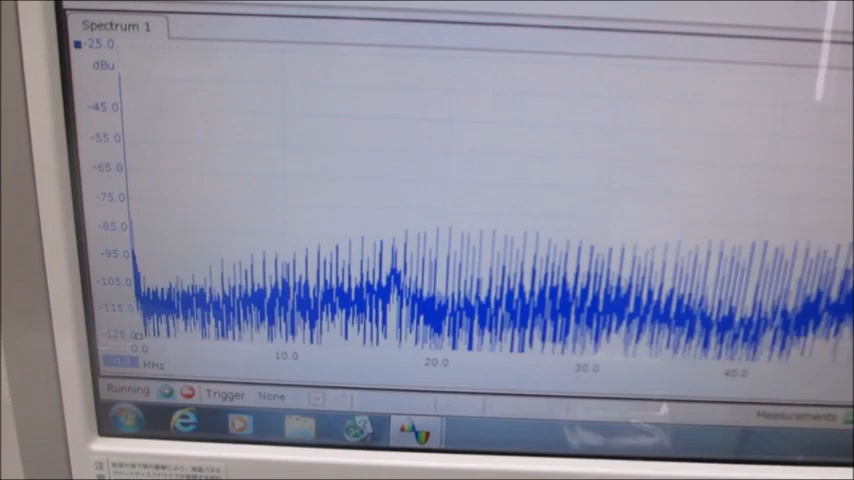 Spectrum 1
-25.0
dBu
-45.0
-55.0
-65.0
-75.0
-85.0
-95.0
-105.0
-115.0
-125.0
0.0
10.0
20.0
30.0
40.0
MHz
Running
Trigger
None
Measurements
注